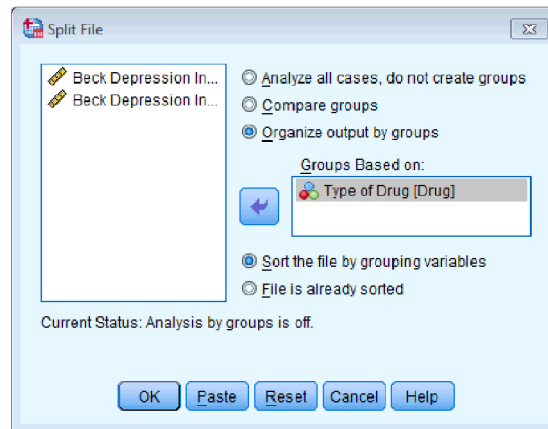 Split File
Beck Depression In...
Beck Depression In...
Analyze all cases, do not create groups
Compare groups
Organize output by groups
Groups Based on:
Type of Drug [Drug]
Sort the file by grouping variables
File is already sorted
Current Status: Analysis by groups is off.
OK
Paste
Reset
Cancel
Help